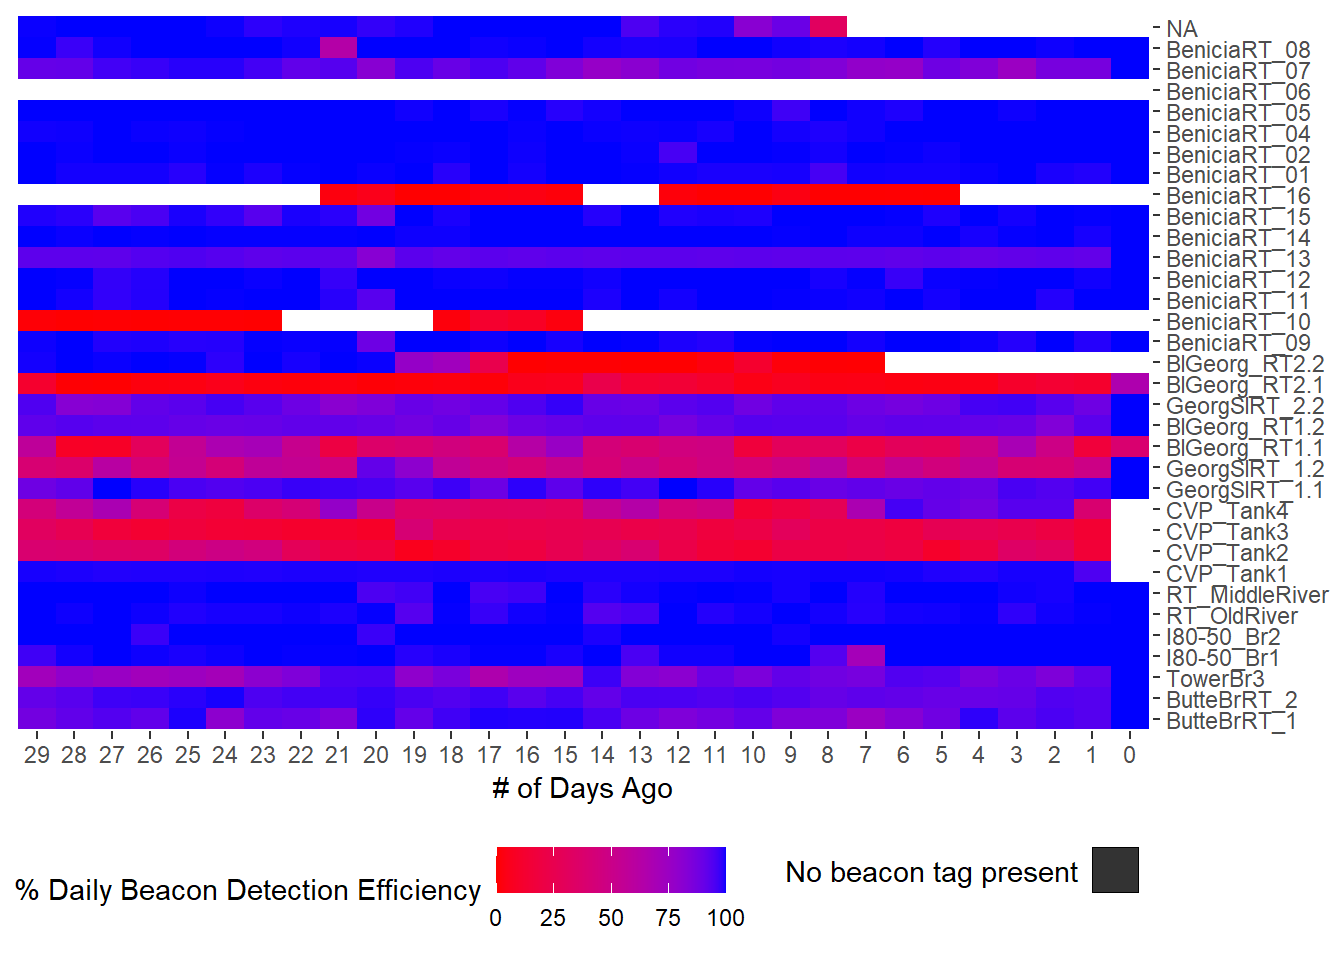 NA
BeniciaRT_08
BeniciaRT_07
BeniciaRT_06
BeniciaRT_05
BeniciaRT_04
BeniciaRT_02
BeniciaRT_01
BeniciaRT_16
BeniciaRT_15
BeniciaRT_14
BeniciaRT_13
BeniciaRT_12
BeniciaRT_11
BeniciaRT_10
BeniciaRT_09
BlGeorg_RT2.2
BlGeorg_RT2.1
GeorgSlRT_2.2
BlGeorg_RT1.2
BlGeorg_RT1.1
GeorgSlRT_1.2
GeorgSlRT_1.1
CVP_Tank4
CVP_Tank3
CVP_Tank2
CVP_Tank1
RT_MiddleRiver
RT_OldRiver
I80-50_Br2
I80-50_Br1
TowerBr3
ButteBrRT_2
ButteBrRT_1
29 28 27 26 25 24 23 22 21 20 19 18 17 16 15 14 13 12 11 10 9 8 7 6 5 4 3 2 1 0
# of Days Ago
% Daily Beacon Detection Efficiency
0 25 50 75 100
No beacon tag present